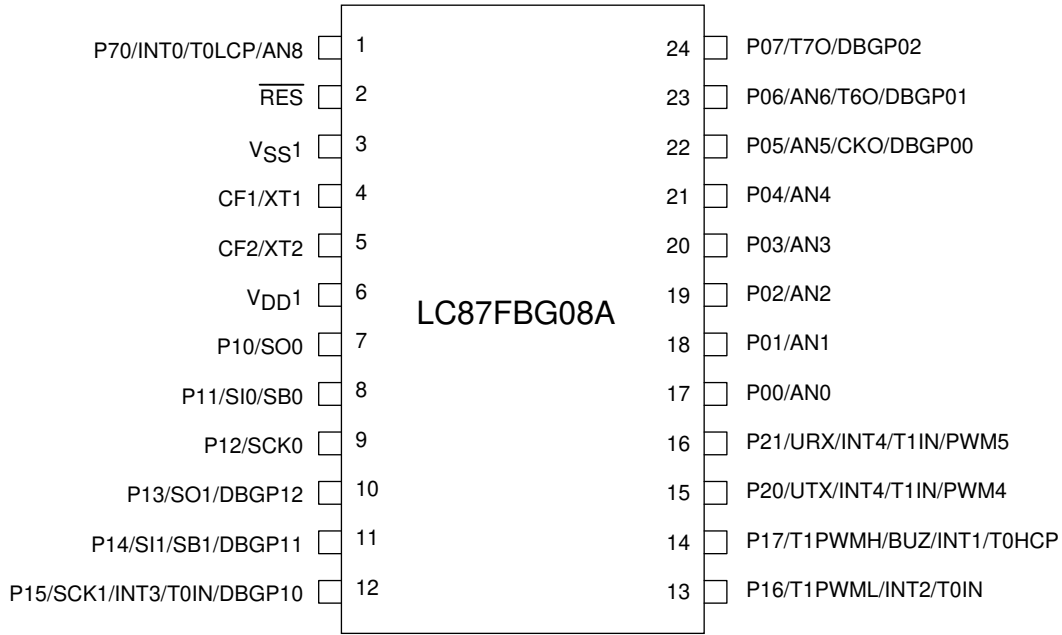 P70/INT0/T0LCP/AN8 1 24 P07/T7O/DBGP02
RES 2 23 P06/AN6/T6O/DBGP01
VSS1 3 22 P05/AN5/CKO/DBGP00
CF1/XT1 4 21 P04/AN4
CF2/XT2 5 20 P03/AN3
VDD1 6 19 P02/AN2
LC87FBG08A
P10/SO0 7 18 P01/AN1
P11/SI0/SB0 8 17 P00/AN0
P12/SCK0 9 16 P21/URX/INT4/T1IN/PWM5
P13/SO1/DBGP12 10 15 P20/UTX/INT4/T1IN/PWM4
P14/SI1/SB1/DBGP11 11 14 P17/T1PWMH/BUZ/INT1/T0HCP
P15/SCK1/INT3/T0IN/DBGP10 12 13 P16/T1PWML/INT2/T0IN